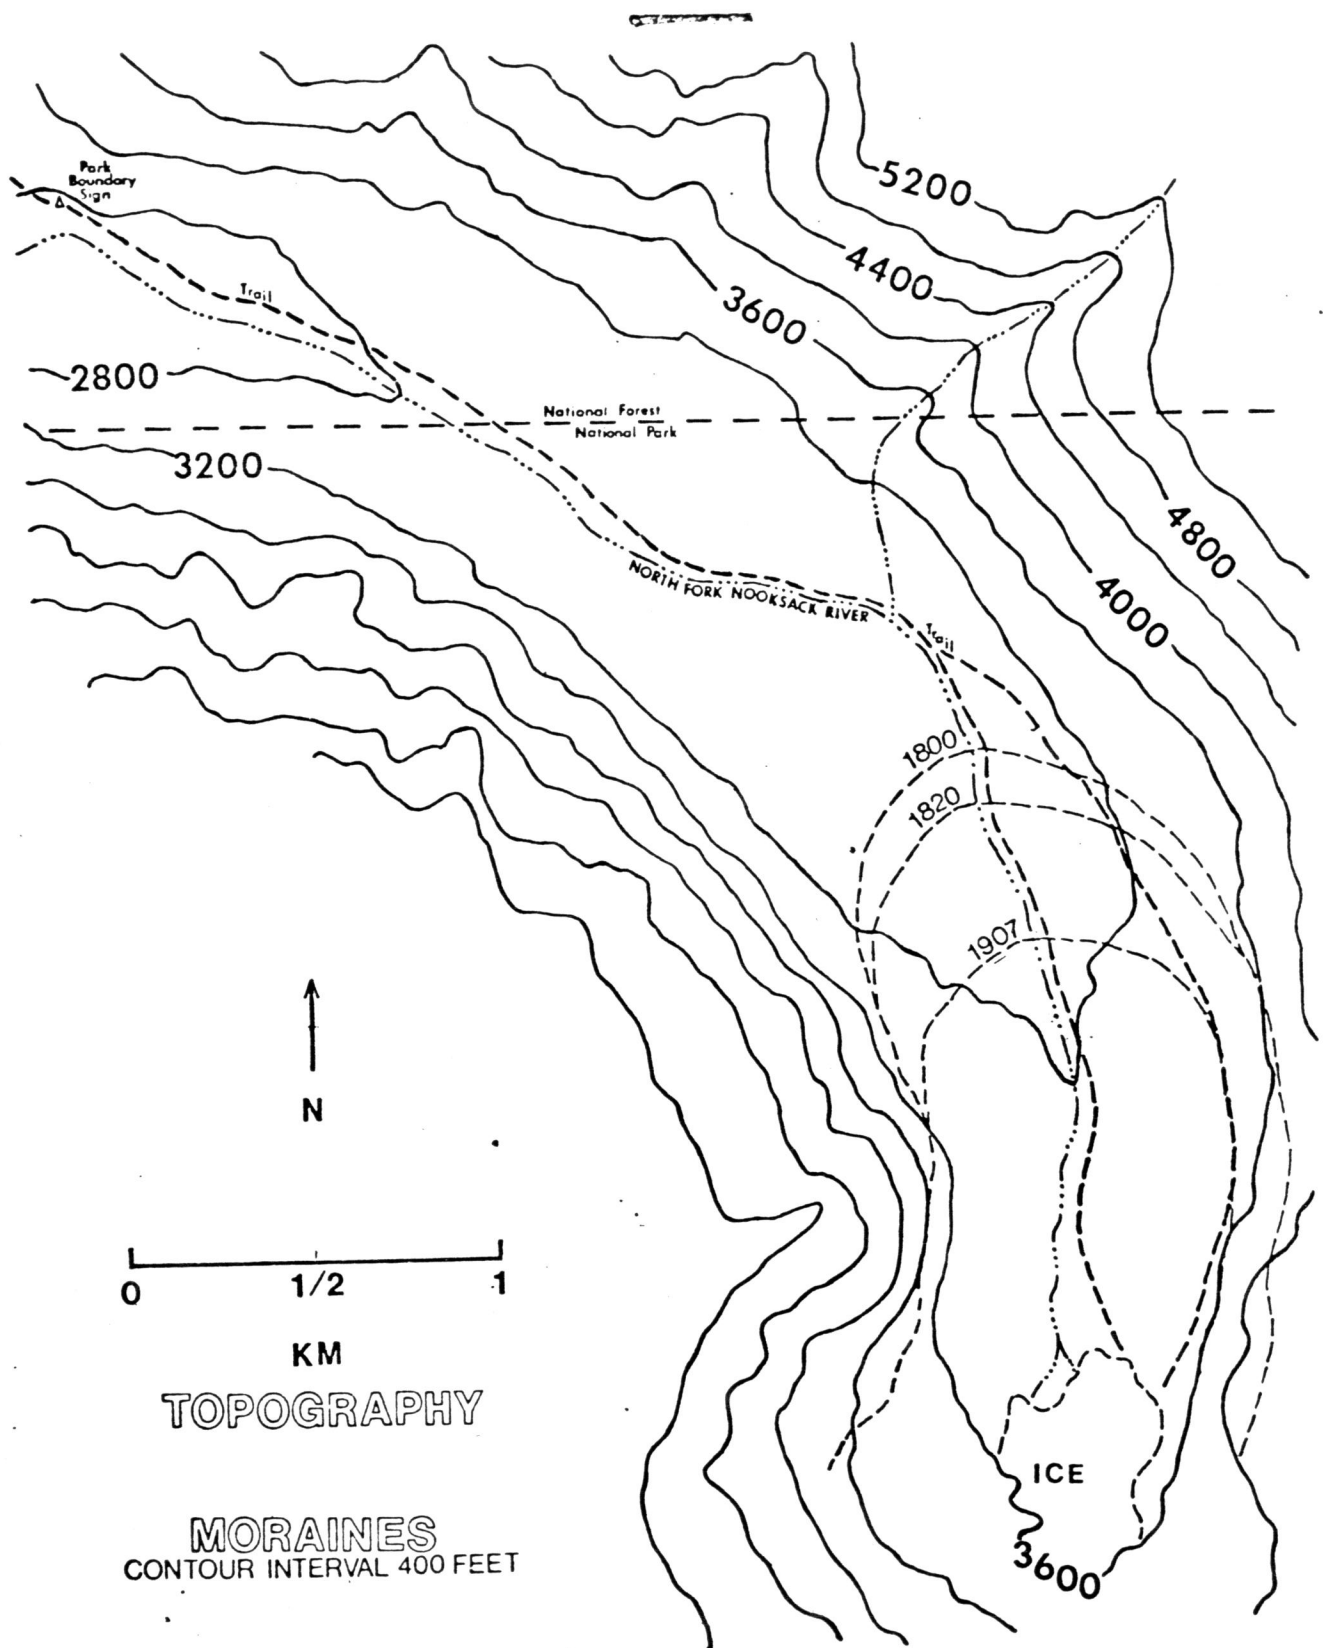 Park
Boundary
Sign
5200
4400
Trail
3600
2800
National Forest
National Park
3200
4800
NORTH FORK NOOKSACK RIVER
4000
Trail
1800
1820
1907
N
0 1/2 1
KM
TOPOGRAPHY
ICE
MORAINES
3600
CONTOUR INTERVAL 400 FEET